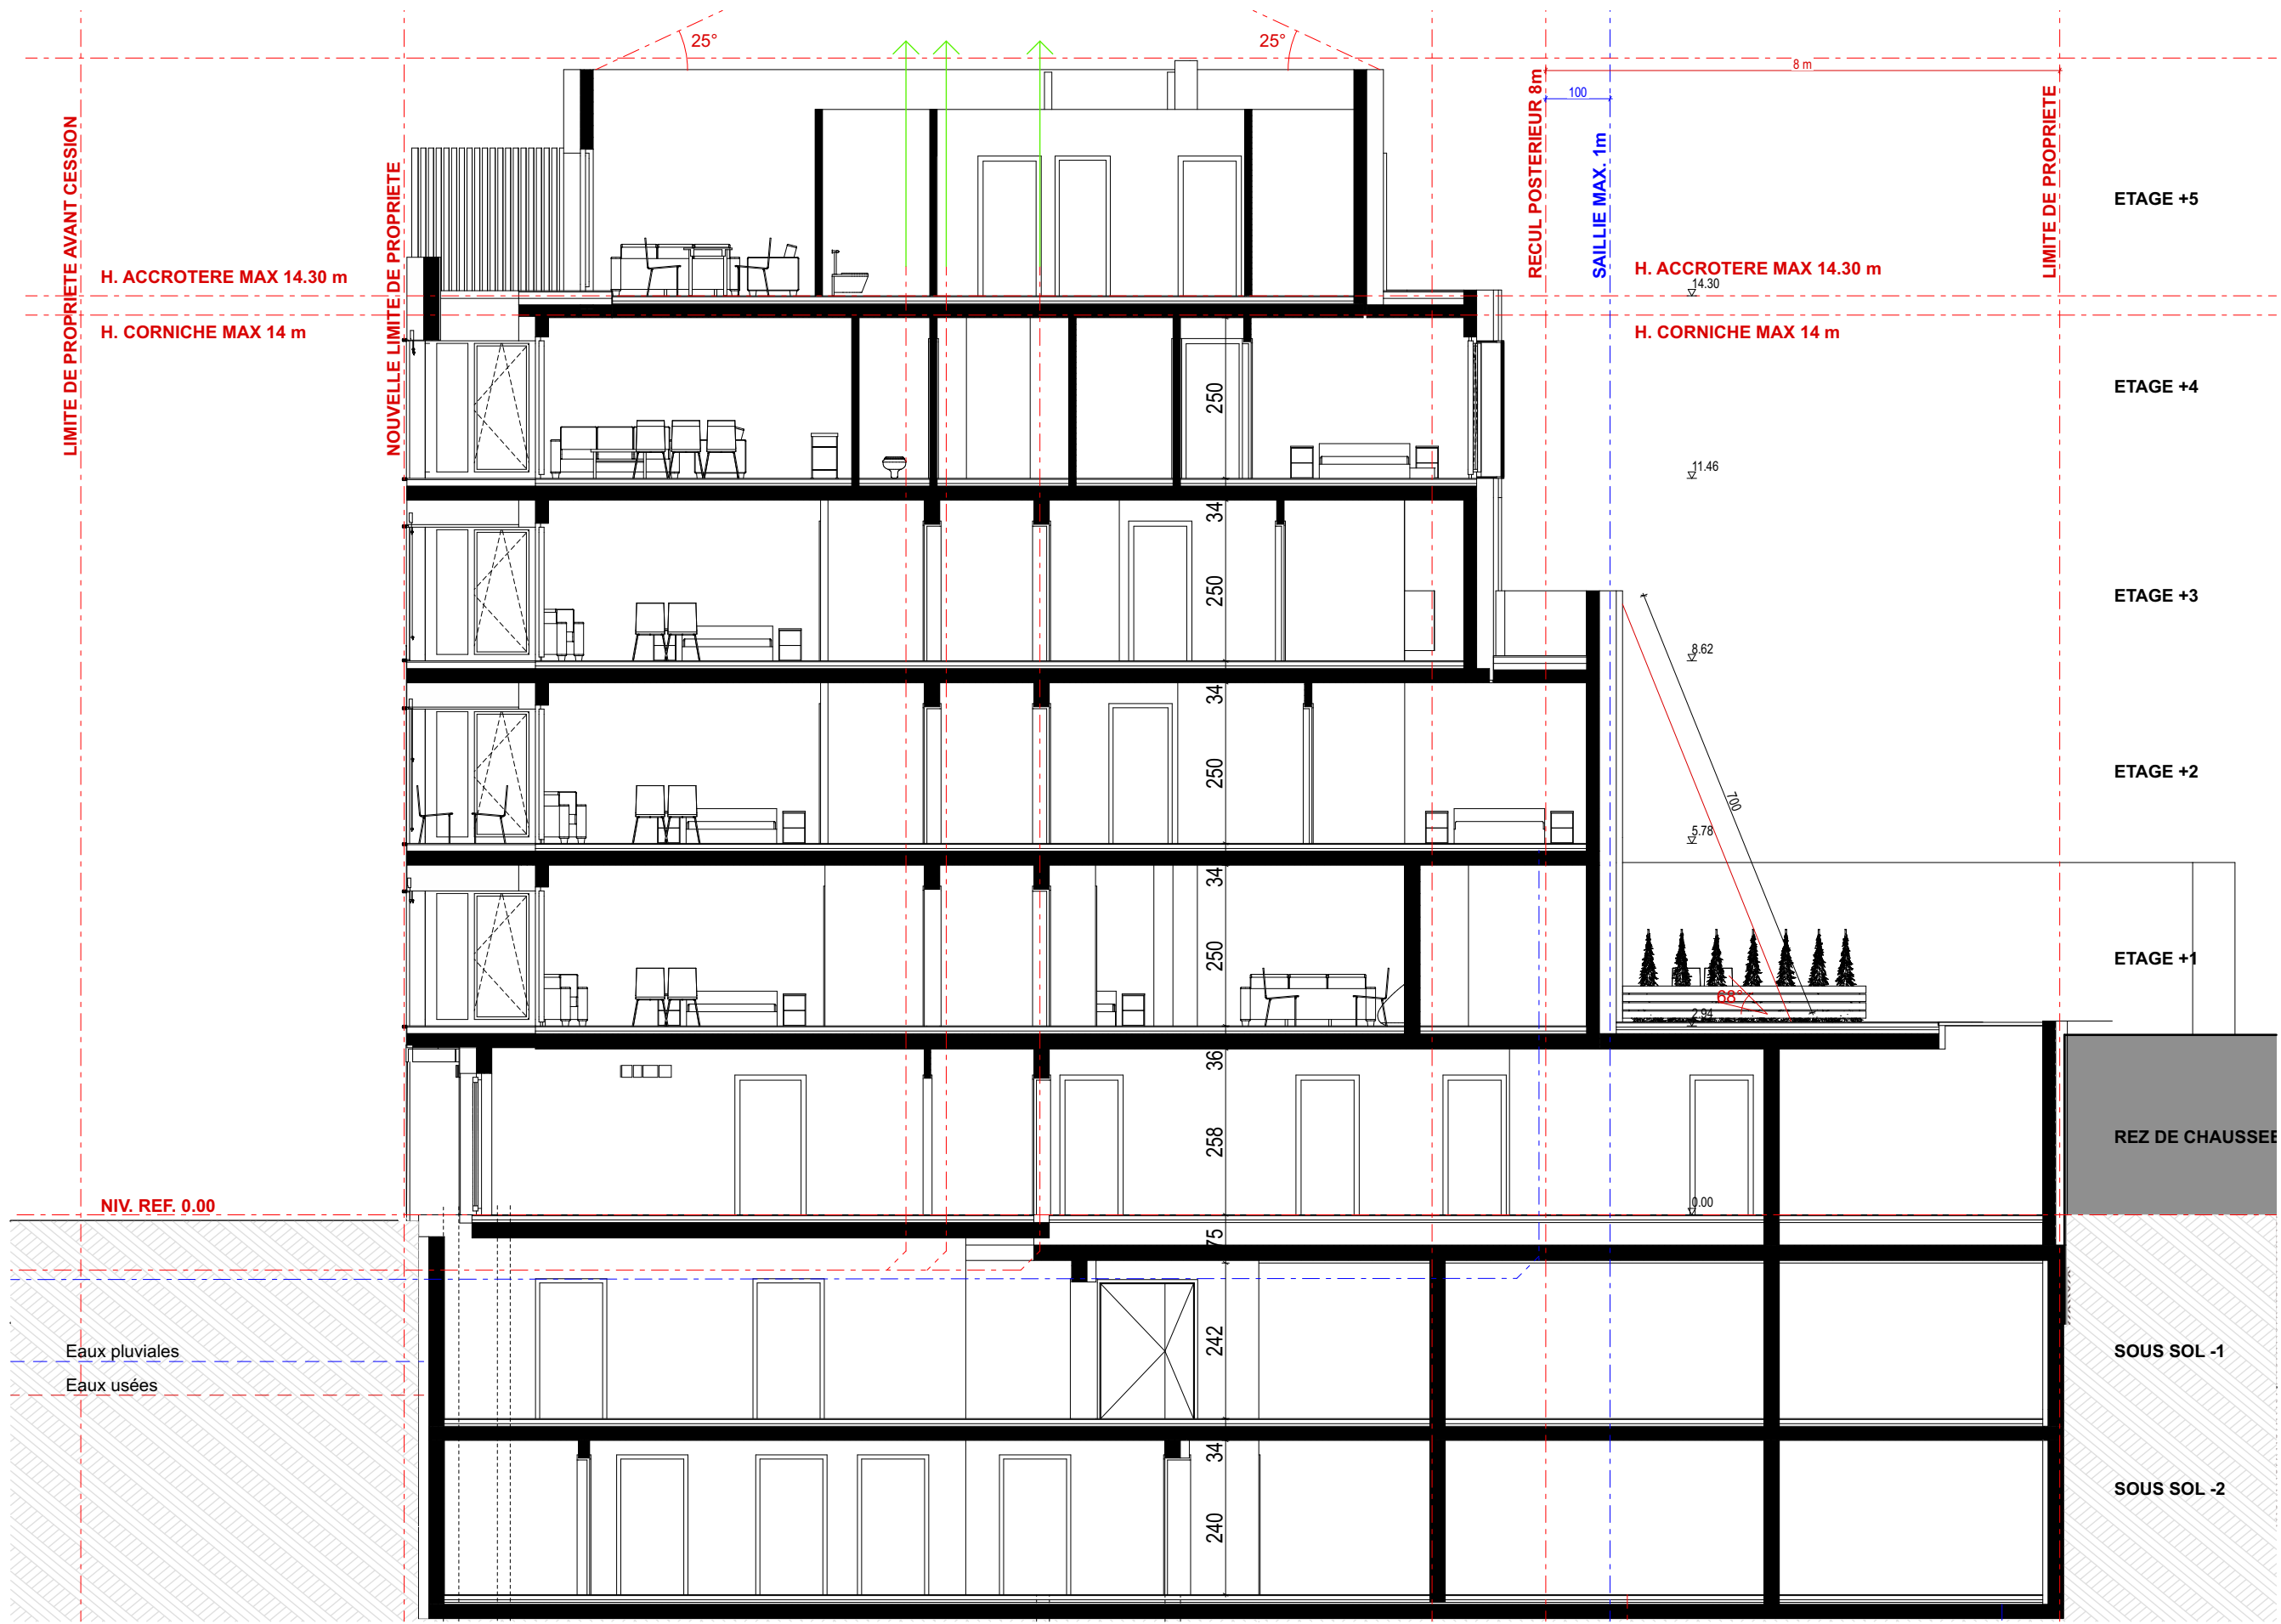 25°
25°
8 m
100
LIMITE DE PROPRIETE AVANT CESSION
NOUVELLE LIMITE DE PROPRIETE
RECUL POSTERIEUR 8m
SAILLIE MAX. 1m
LIMITE DE PROPRIETE
ETAGE +5
H. ACCROTERE MAX 14.30 m
H. ACCROTERE MAX 14.30 m
14.30
H. CORNICHE MAX 14 m
H. CORNICHE MAX 14 m
ETAGE +4
250
11.46
34
ETAGE +3
250
8.62
34
ETAGE +2
250
700
5.78
34
ETAGE +1
250
68°
2.94
36
REZ DE CHAUSSEE
258
NIV. REF. 0.00
0.00
75
Eaux pluviales
242
SOUS SOL -1
Eaux usées
34
SOUS SOL -2
240